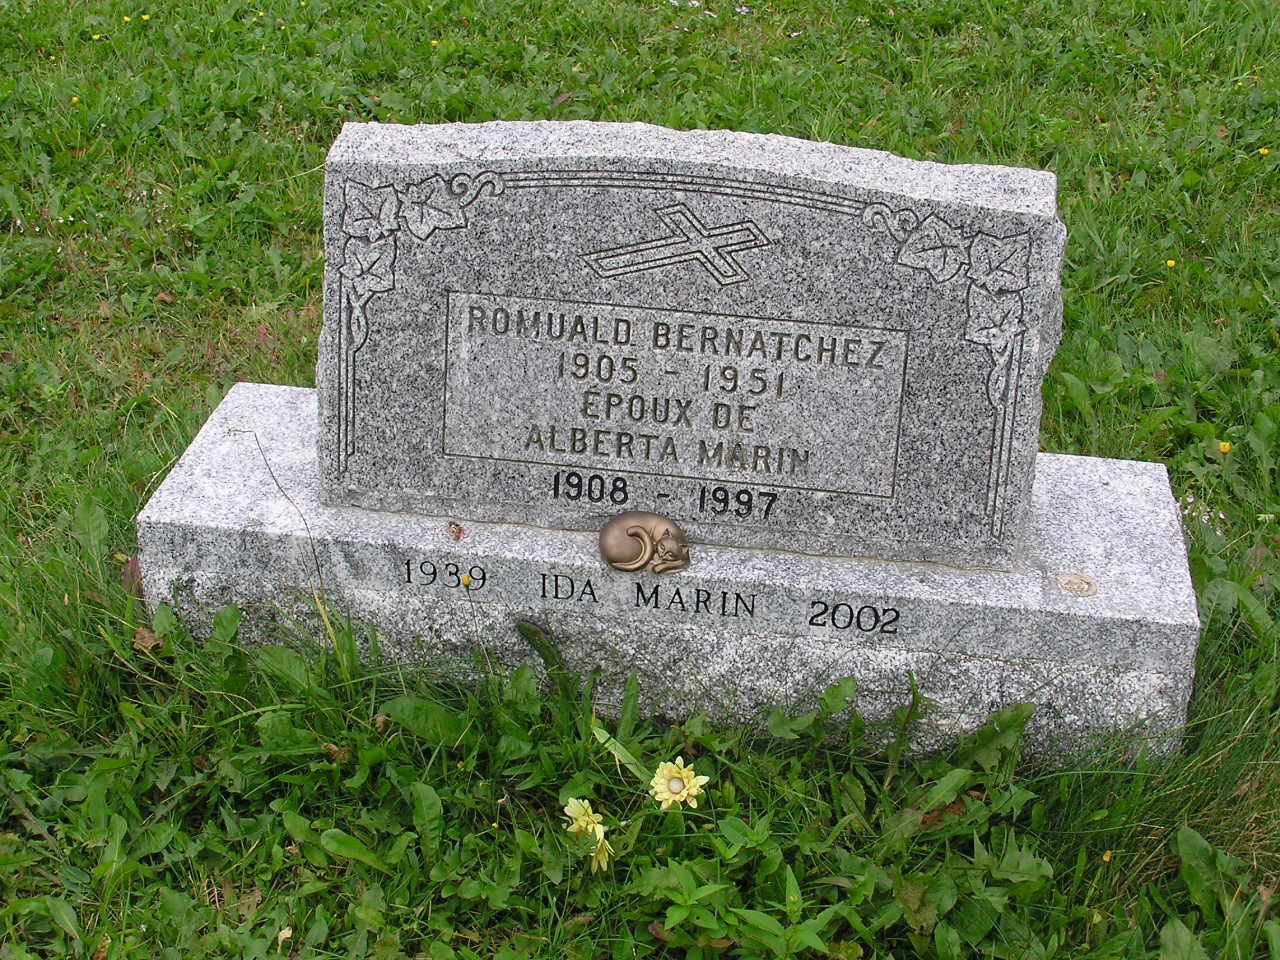 ROMUALD BERNATCHEZ
1905 - 1951
ÉPOUX DE
ALBERTA MARIN
1908 - 1997
1939 IDA MARIN 2002